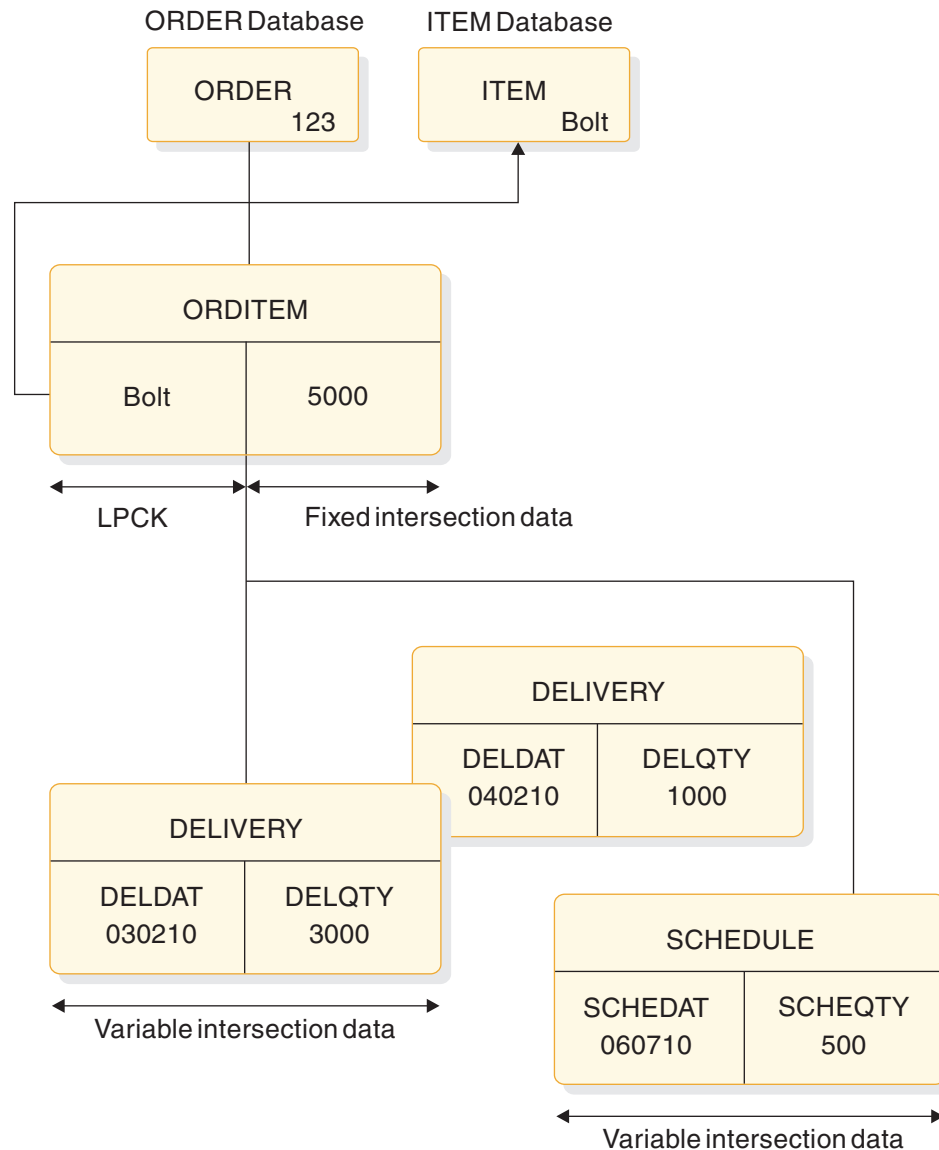 ORDER Database
ITEM Database
ORDER
123
ITEM
Bolt
ORDITEM
Bolt
5000
LPCK
Fixed intersection data
DELIVERY
DELDAT
040210
DELQTY
1000
DELIVERY
DELDAT
030210
DELQTY
3000
Variable intersection data
SCHEDULE
SCHEDAT
060710
SCHEQTY
500
Variable intersection data